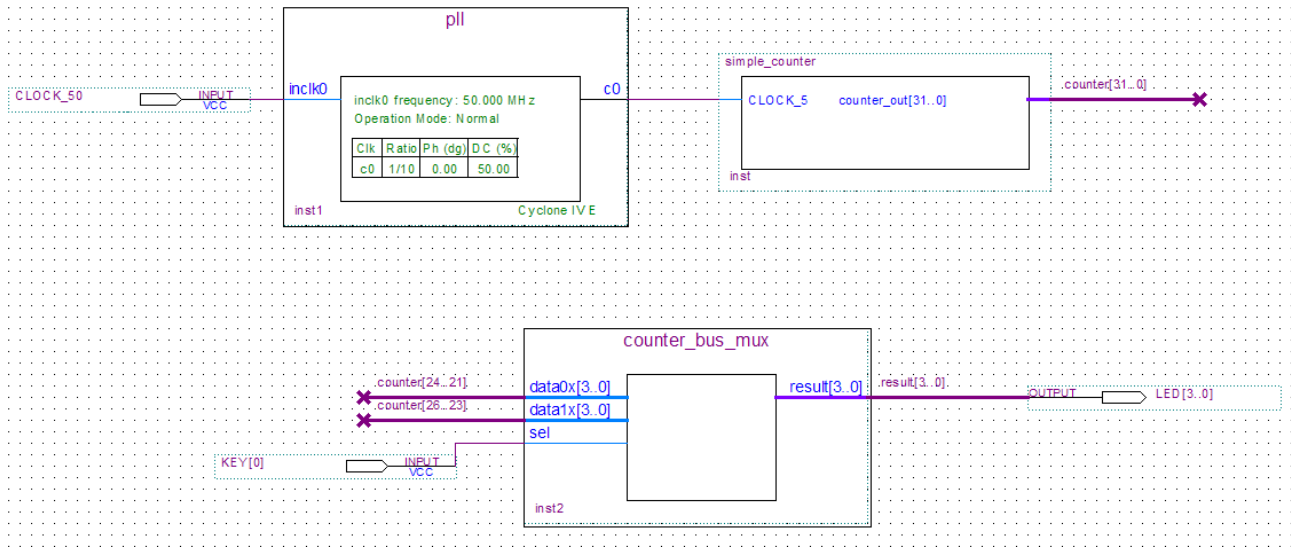 pll
CLOCK_50
INPUT
VCC
inclk0
c0
inclk0 frequency: 50.000 MHz
Operation Mode: Normal
Clk Ratio Ph (dg) DC (%)
c0 1/10 0.00 50.00
inst1
Cyclone IV E
simple_counter
CLOCK_5
counter_out[31..0]
inst
counter[31..0]
counter_bus_mux
counter[24..21]
data0x[3..0]
counter[26..23]
data1x[3..0]
sel
result[3..0]
result[3..0]
OUTPUT
LED[3..0]
KEY[0]
INPUT
VCC
inst2